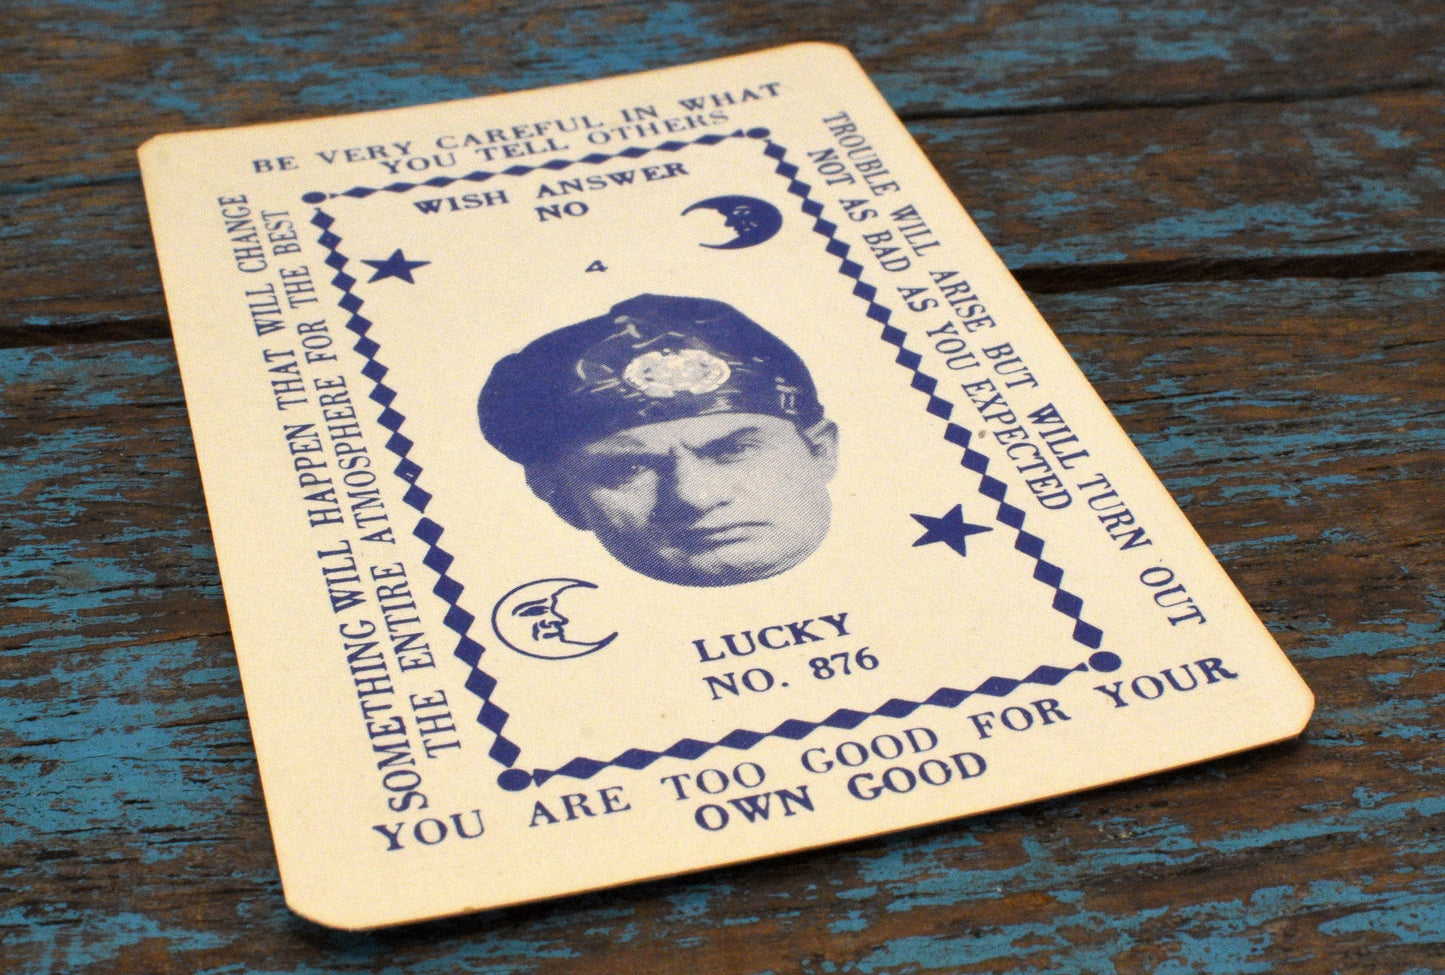 BE VERY CAREFUL IN WHAT
YOU TELL OTHERS
WISH ANSWER
NO
4
LUCKY
NO. 876
SOMETHING WILL HAPPEN THAT WILL CHANGE
THE ENTIRE ATMOSPHERE FOR THE BEST
TROUBLE WILL ARISE BUT WILL TURN OUT
NOT AS BAD AS YOU EXPECTED
YOU ARE TOO GOOD FOR YOUR
OWN GOOD